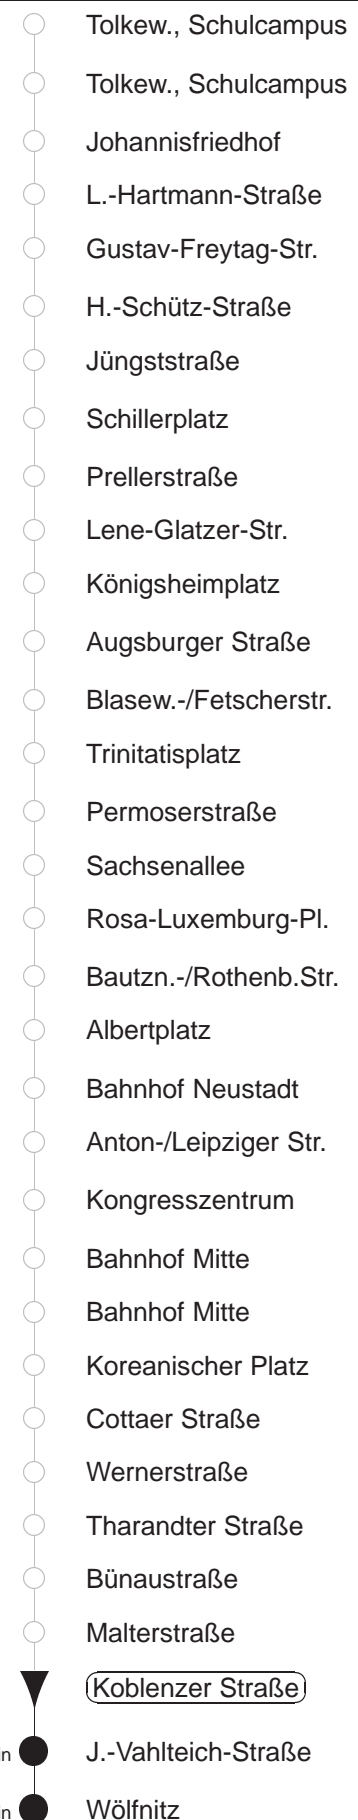 Tolkew., Schulcampus
Tolkew., Schulcampus
Johannisfriedhof
L.-Hartmann-Straße
Gustav-Freytag-Str.
H.-Schütz-Straße
Jüngststraße
Schillerplatz
Prellerstraße
Lene-Glatzer-Str.
Königsheimplatz
Augsburger Straße
Blasew.-/Fetscherstr.
Trinitatisplatz
Permoserstraße
Sachsenallee
Rosa-Luxemburg-Pl.
Bautzn.-/Rothenb.Str.
Albertplatz
Bahnhof Neustadt
Anton-/Leipziger Str.
Kongresszentrum
Bahnhof Mitte
Bahnhof Mitte
Koreanischer Platz
Cottaer Straße
Wernerstraße
Tharandter Straße
Bünaustraße
Malterstraße
Koblenzer Straße
J.-Vahlteich-Straße
Wölfnitz